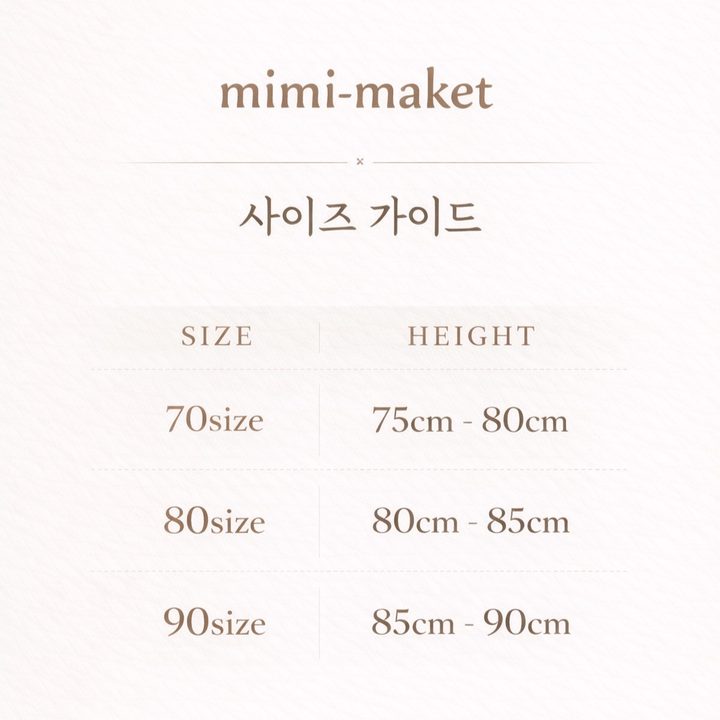 mimi-maket
사이즈 가이드
SIZE HEIGHT
70size 75cm - 80cm
80size 80cm - 85cm
90size 85cm - 90cm